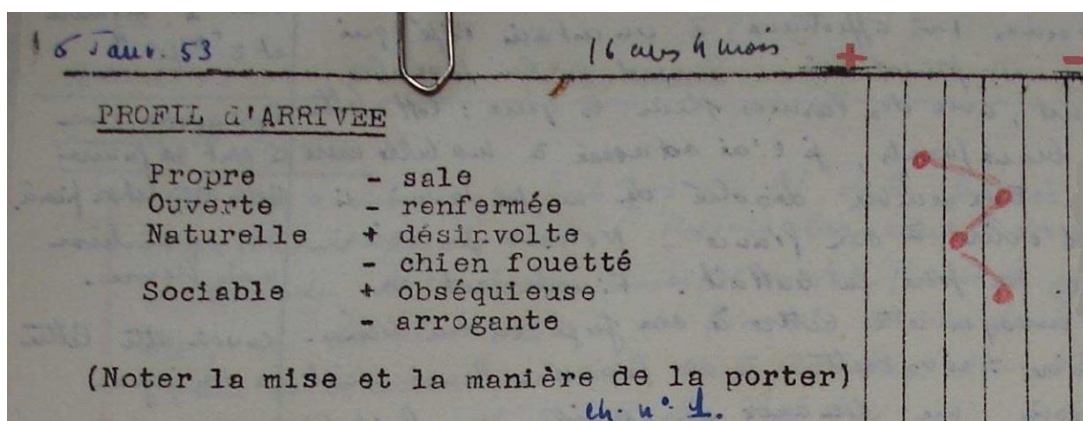 6 Janv. 53 16 ans 4 mois + -
PROFIL d'ARRIVEE
Propre - sale
Ouverte - renfermée
Naturelle + désinvolte
- chien fouetté
Sociable + obséquieuse
- arrogante
(Noter la mise et la manière de la porter)
ch. n° 1.